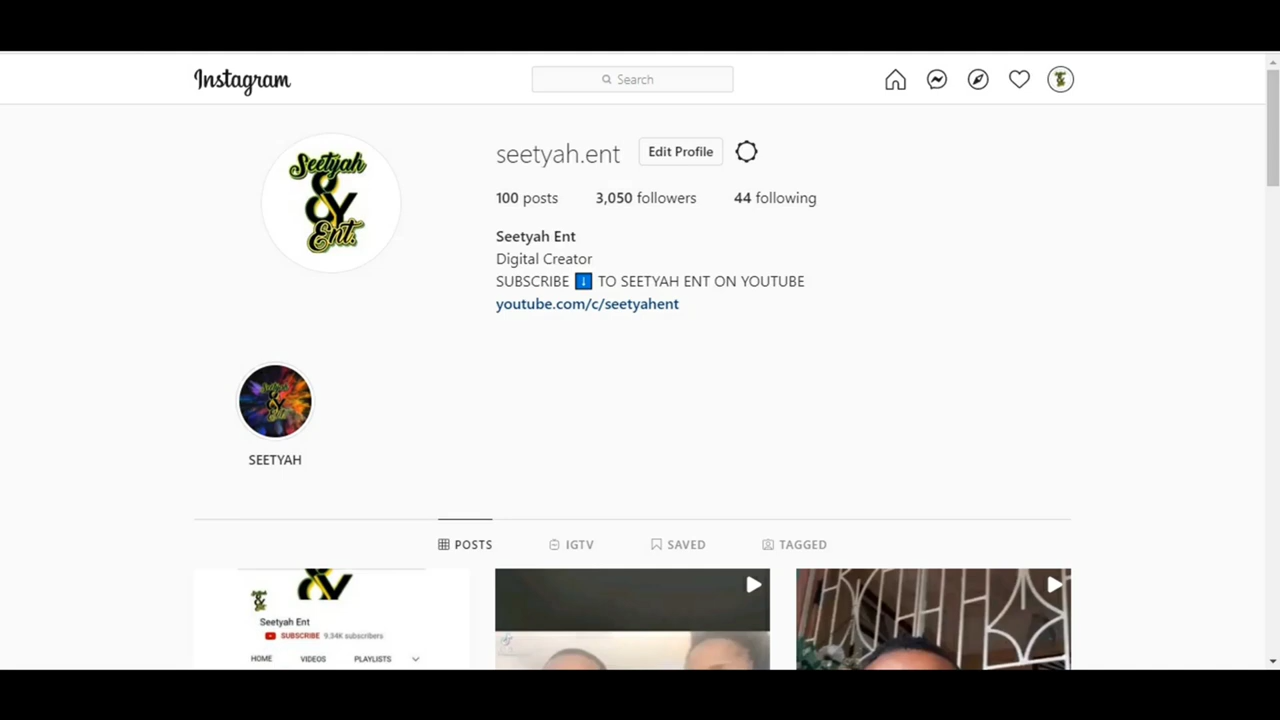 Instagram
Search
Seetyah
&
Y
Ent.
seetyah.ent Edit Profile
100 posts 3,050 followers 44 following
Seetyah Ent
Digital Creator
SUBSCRIBE ⬇ TO SEETYAH ENT ON YOUTUBE
youtube.com/c/seetyahent
SEETYAH
POSTS IGTV SAVED TAGGED
Seetyah Ent
SUBSCRIBE 9.34K subscribers
HOME VIDEOS PLAYLISTS